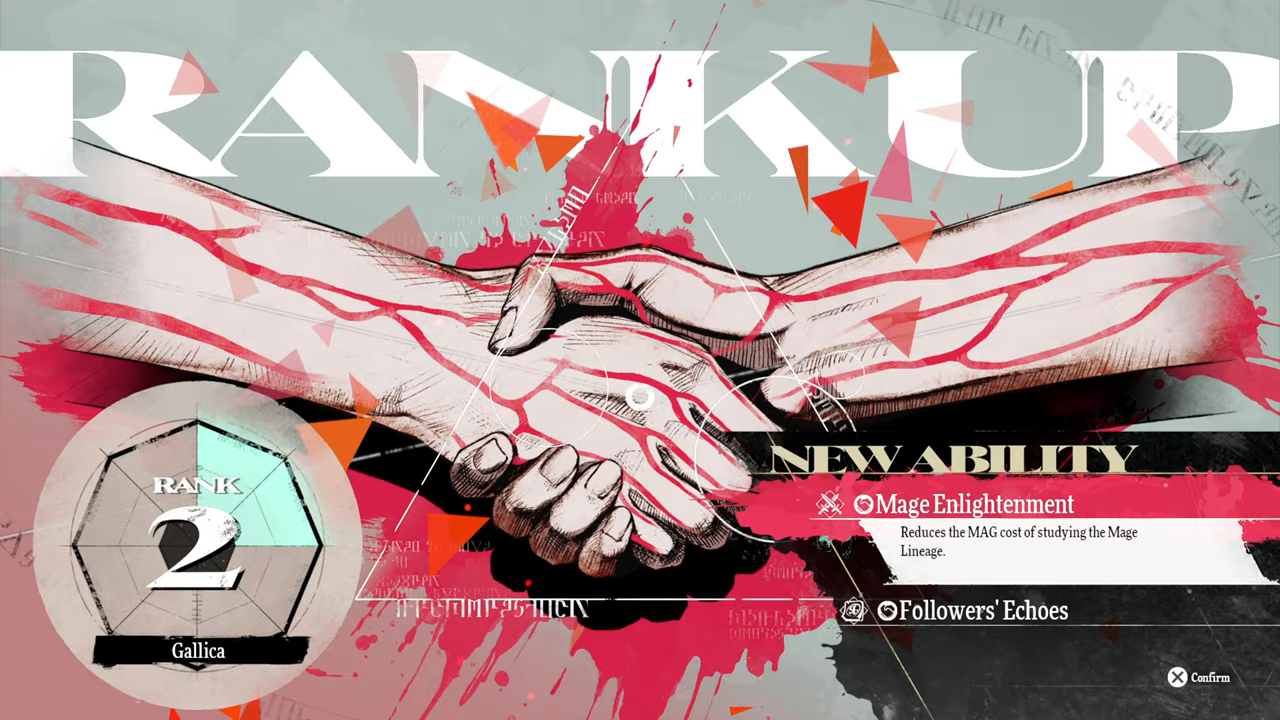 RANK UP
RANK
2
Gallica
NEW ABILITY
Mage Enlightenment
Reduces the MAG cost of studying the Mage
Lineage.
Followers' Echoes
Confirm